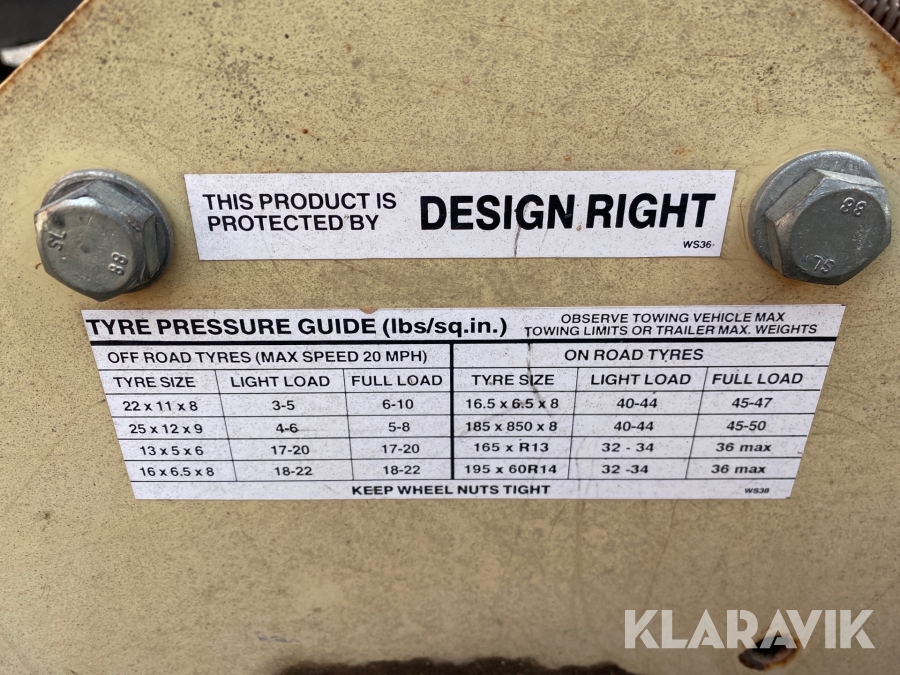 THIS PRODUCT IS
PROTECTED BY
DESIGN RIGHT
WS36
TYRE PRESSURE GUIDE (lbs/sq.in.)
OBSERVE TOWING VEHICLE MAX
TOWING LIMITS OR TRAILER MAX. WEIGHTS
OFF ROAD TYRES (MAX SPEED 20 MPH) ON ROAD TYRES
TYRE SIZE LIGHT LOAD FULL LOAD TYRE SIZE LIGHT LOAD FULL LOAD
22 x 11 x 8 3-5 6-10 16.5 x 6.5 x 8 40-44 45-47
25 x 12 x 9 4-6 5-8 185 x 850 x 8 40-44 45-50
13 x 5 x 6 17-20 17-20 165 x R13 32 - 34 36 max
16 x 6.5 x 8 18-22 18-22 195 x 60R14 32 -34 36 max
KEEP WHEEL NUTS TIGHT
WS38
88
88
KLARAVIK